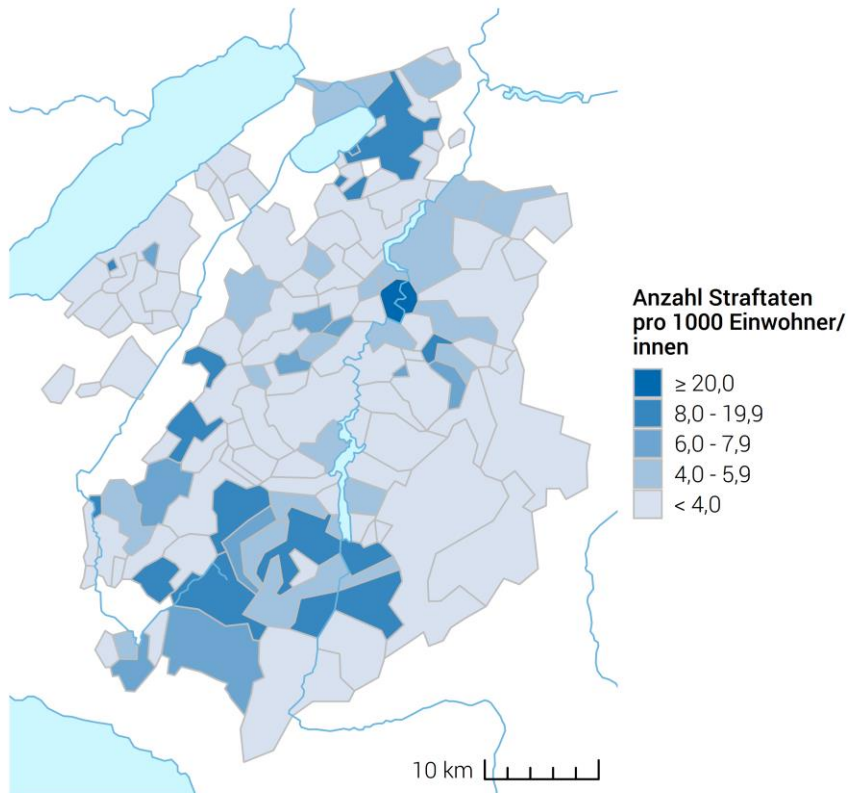 Anzahl Straftaten
pro 1000 Einwohner/
innen
≥ 20,0
8,0 - 19,9
6,0 - 7,9
4,0 - 5,9
< 4,0
10 km